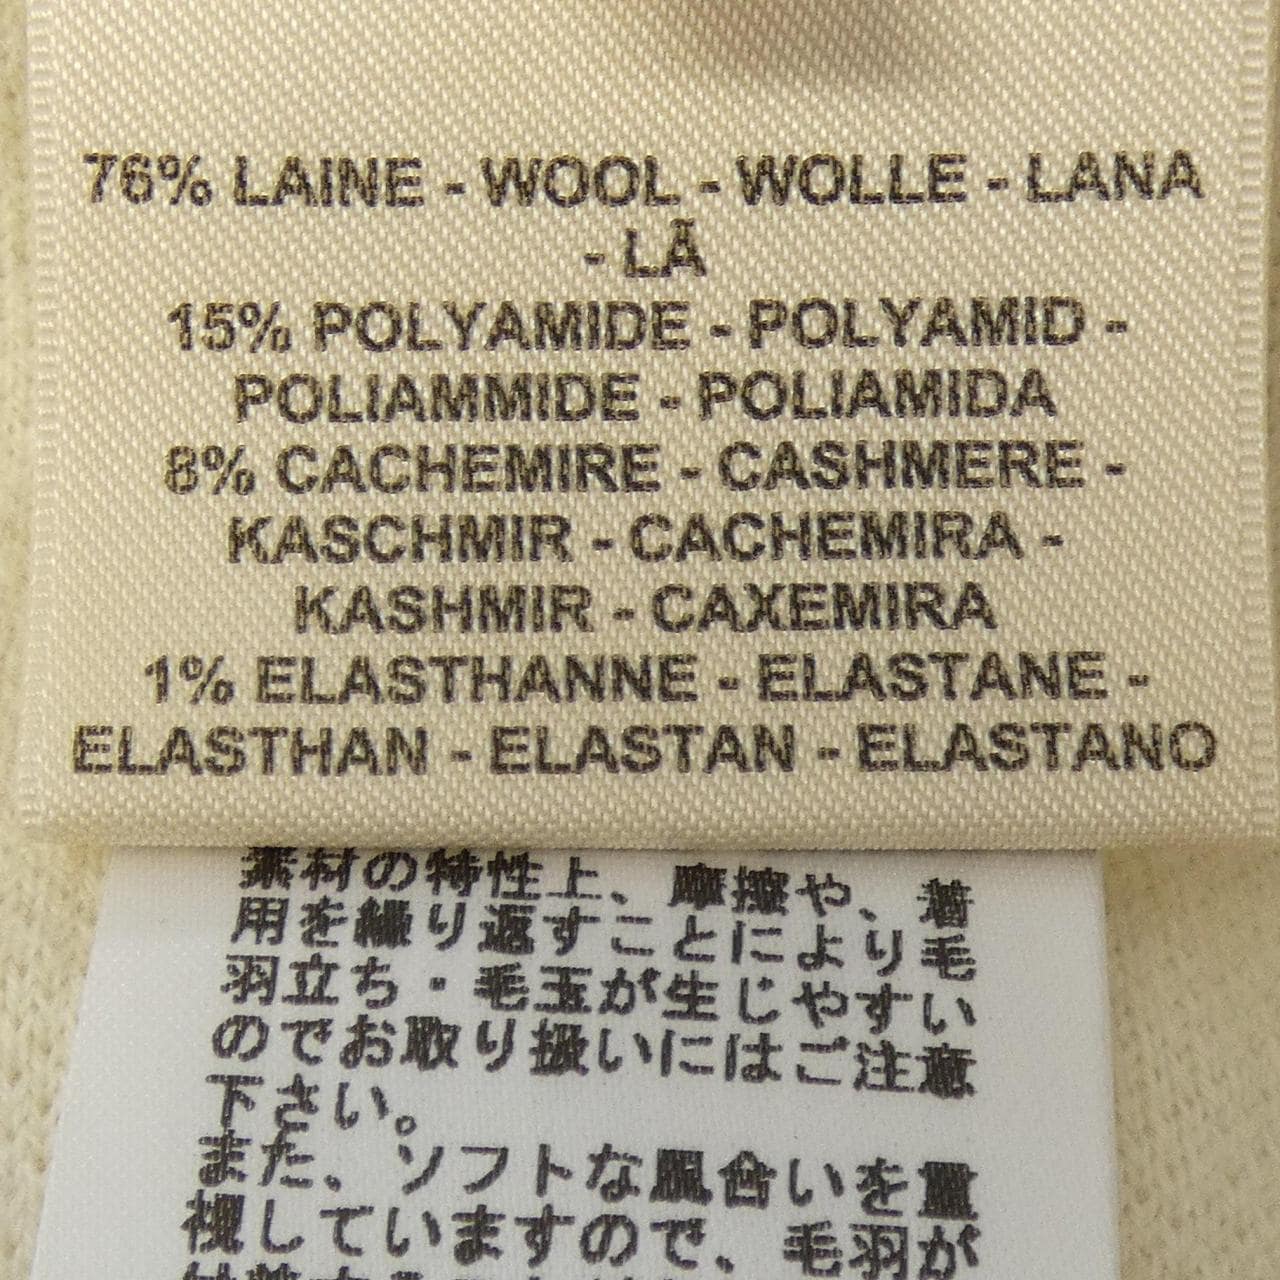 76% LAINE - WOOL - WOLLE - LANA
- LÃ
15% POLYAMIDE - POLYAMID -
POLIAMMIDE - POLIAMIDA
8% CACHEMIRE - CASHMERE -
KASCHMIR - CACHEMIRA -
KASHMIR - CAXEMIRA
1% ELASTHANNE - ELASTANE -
ELASTHAN - ELASTAN - ELASTANO
素材の特性上、摩擦や、着
用を繰り返すことにより毛
羽立ち・毛玉が生じやすい
のでお取り扱いにはご注意
下さい。
また、ソフトな風合いを重
視していますので、毛羽が